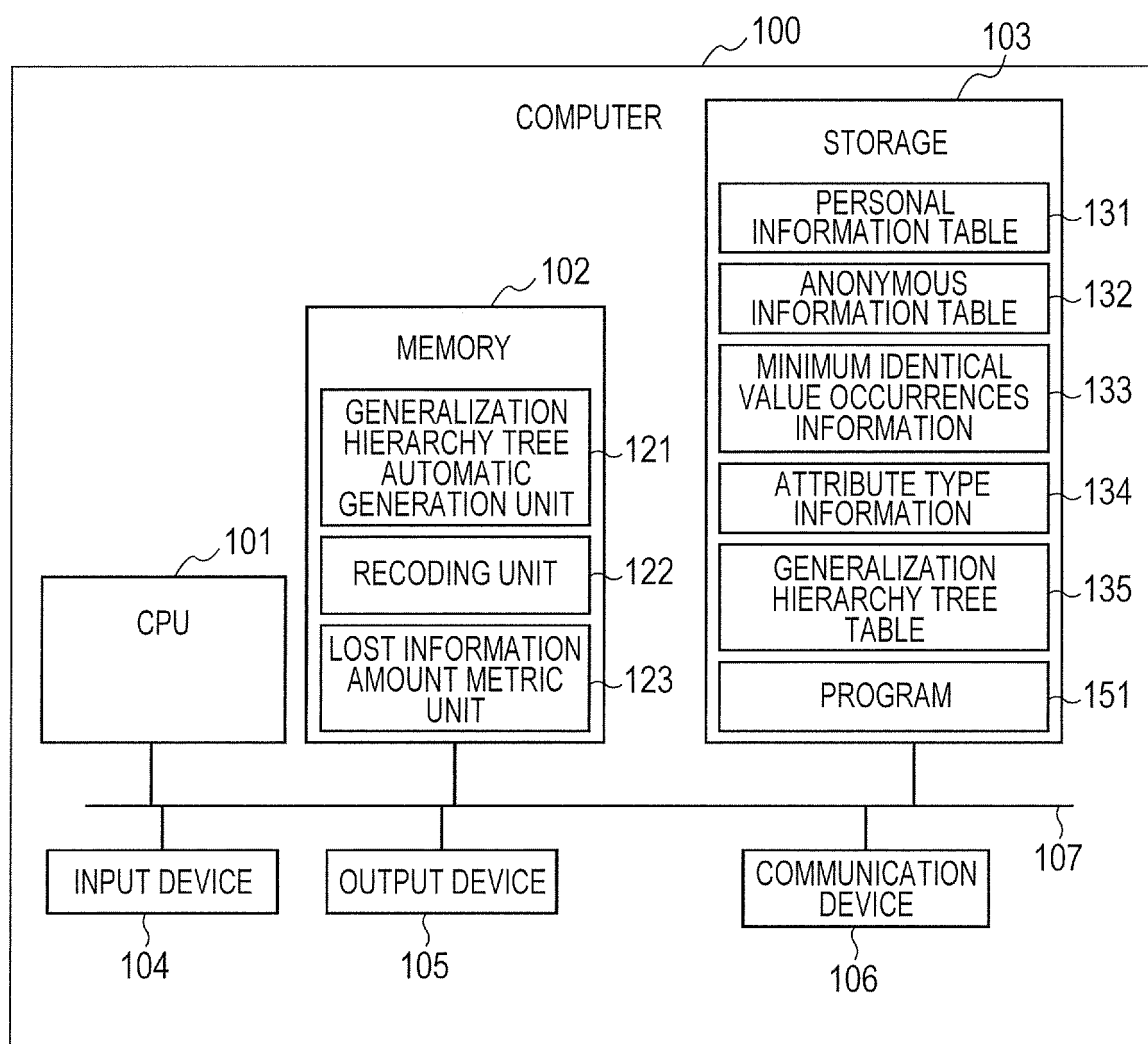 100
COMPUTER
103
STORAGE
PERSONAL
INFORMATION TABLE
131
ANONYMOUS
INFORMATION TABLE
132
MINIMUM IDENTICAL
VALUE OCCURRENCES
INFORMATION
133
ATTRIBUTE TYPE
INFORMATION
134
GENERALIZATION
HIERARCHY TREE
TABLE
135
PROGRAM
151
102
MEMORY
GENERALIZATION
HIERARCHY TREE
AUTOMATIC
GENERATION UNIT
121
RECODING UNIT
122
LOST INFORMATION
AMOUNT METRIC
UNIT
123
101
CPU
107
INPUT DEVICE
104
OUTPUT DEVICE
105
COMMUNICATION
DEVICE
106